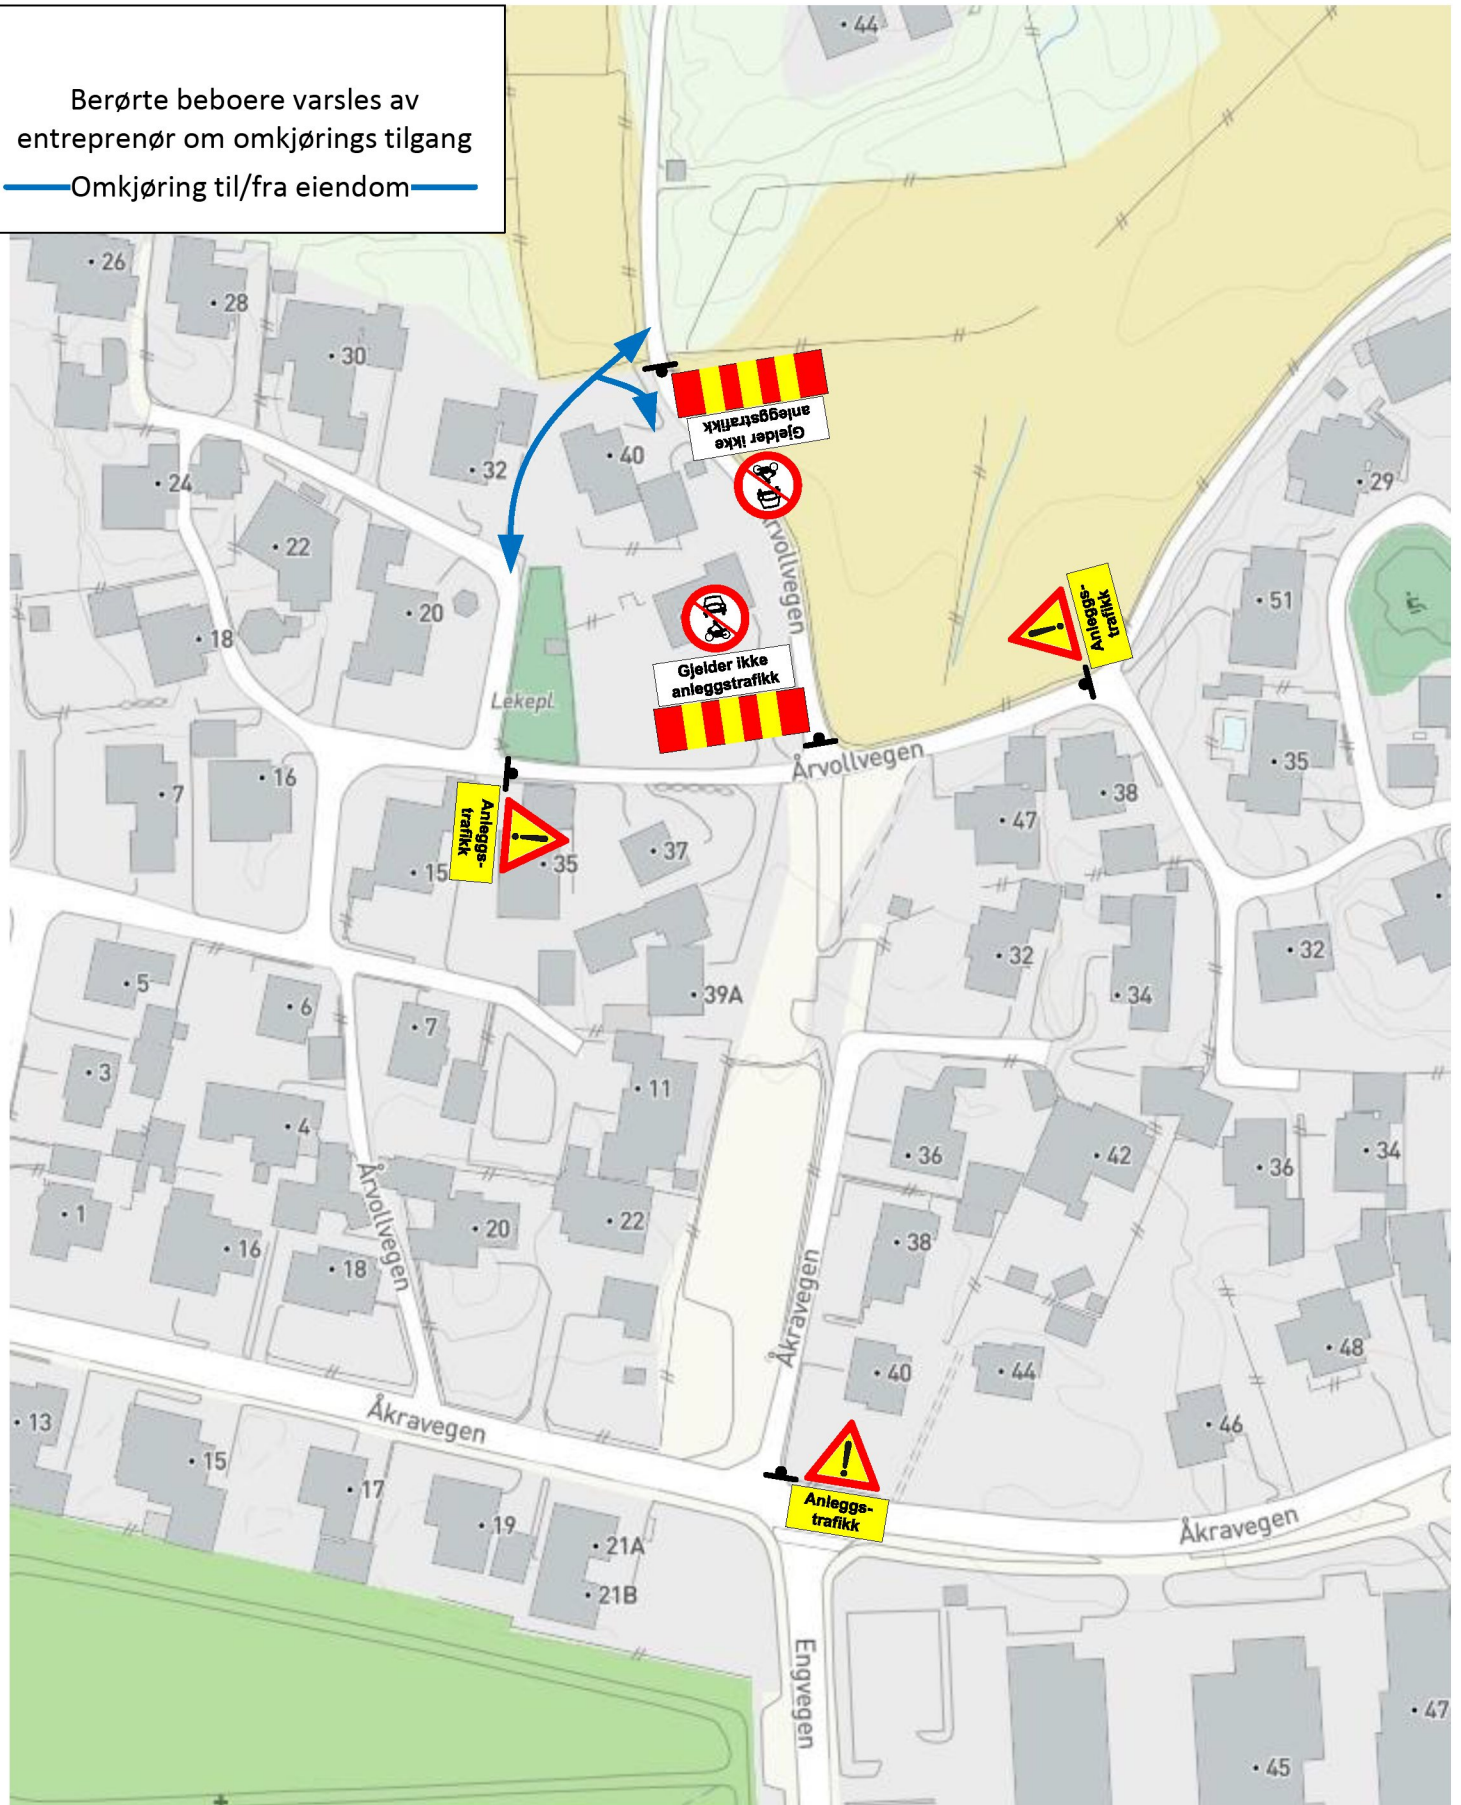 Berørte beboere varsles av
entreprenør om omkjørings tilgang
Omkjøring til/fra eiendom
44
26
28
30
32
40
Gjelder ikke
anleggstrafikk
24
22
20
18
29
51
Årvollvegen
Anleggs-
trafikk
Gjelder ikke
anleggstrafikk
Lekepl.
Årvollvegen
7
16
35
38
47
Anleggs-
trafikk
15
35
37
32
32
34
39A
5
6
7
3
11
4
36
42
36
34
1
16
18
Årvollvegen
20
22
38
Åkravegen
40
44
48
46
13
Åkravegen
15
17
19
21A
21B
Anleggs-
trafikk
Åkravegen
Engvegen
45
47